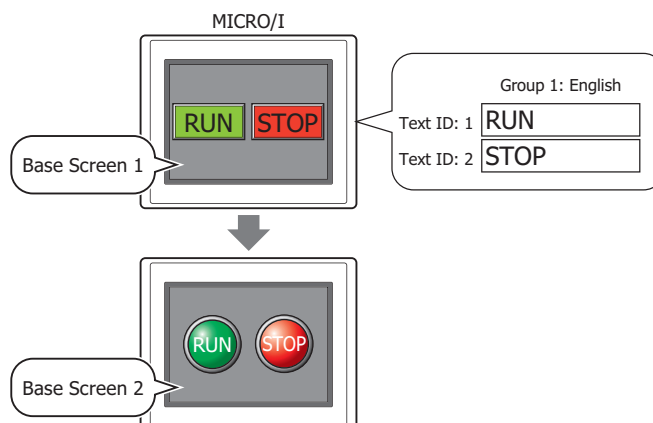 MICRO/I
RUN STOP
Base Screen 1
Group 1: English
Text ID: 1 RUN
Text ID: 2 STOP
RUN STOP
Base Screen 2